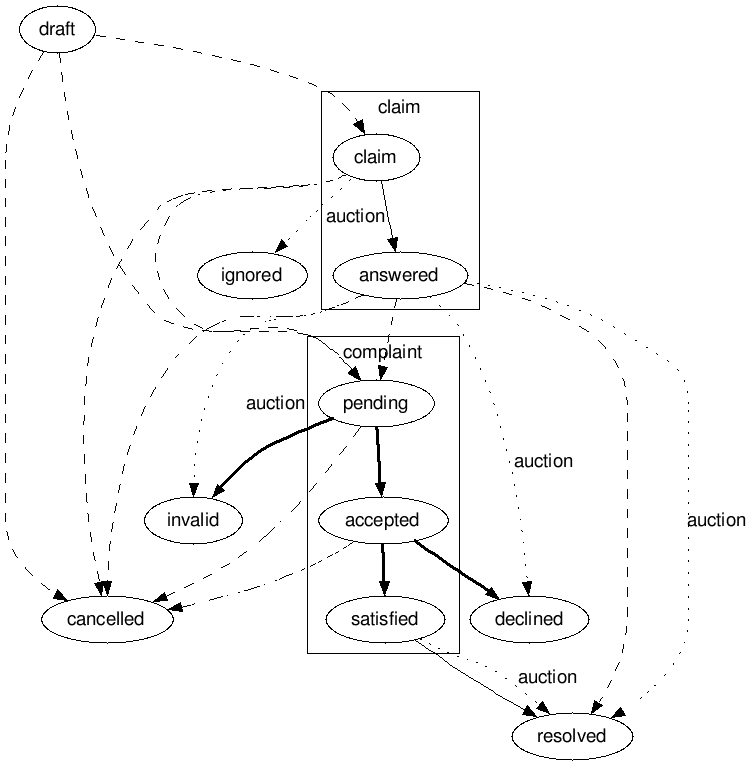 draft
claim
claim
auction
ignored
answered
complaint
auction
pending
auction
invalid
accepted
auction
cancelled
satisfied
declined
auction
resolved